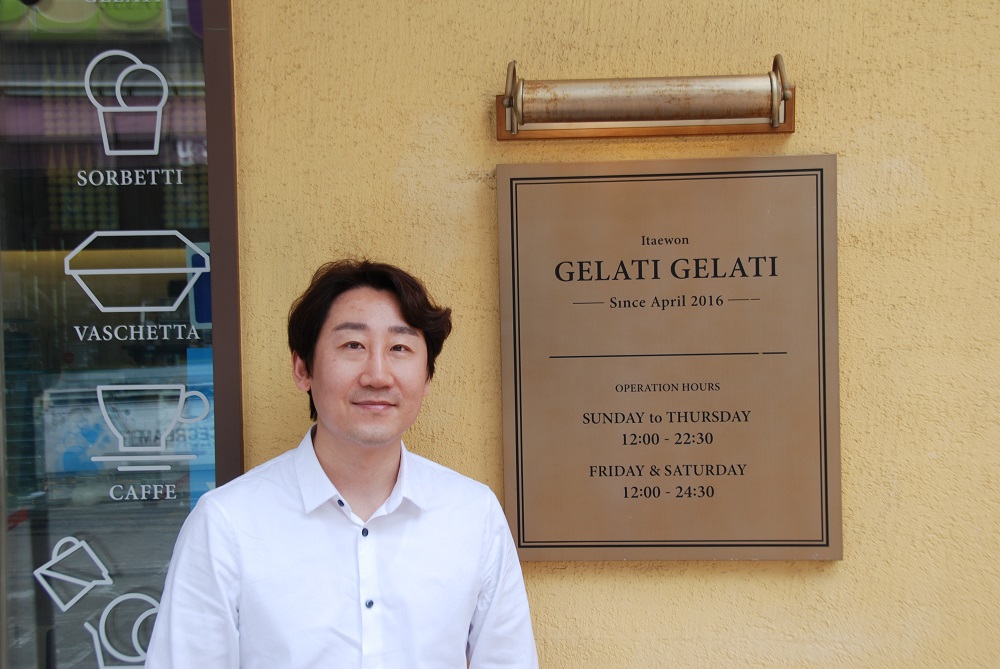 GELATI
SORBETTI
VASCHETTA
CAFFE
Itaewon
GELATI GELATI
Since April 2016
OPERATION HOURS
SUNDAY to THURSDAY
12:00 - 22:30
FRIDAY & SATURDAY
12:00 - 24:30